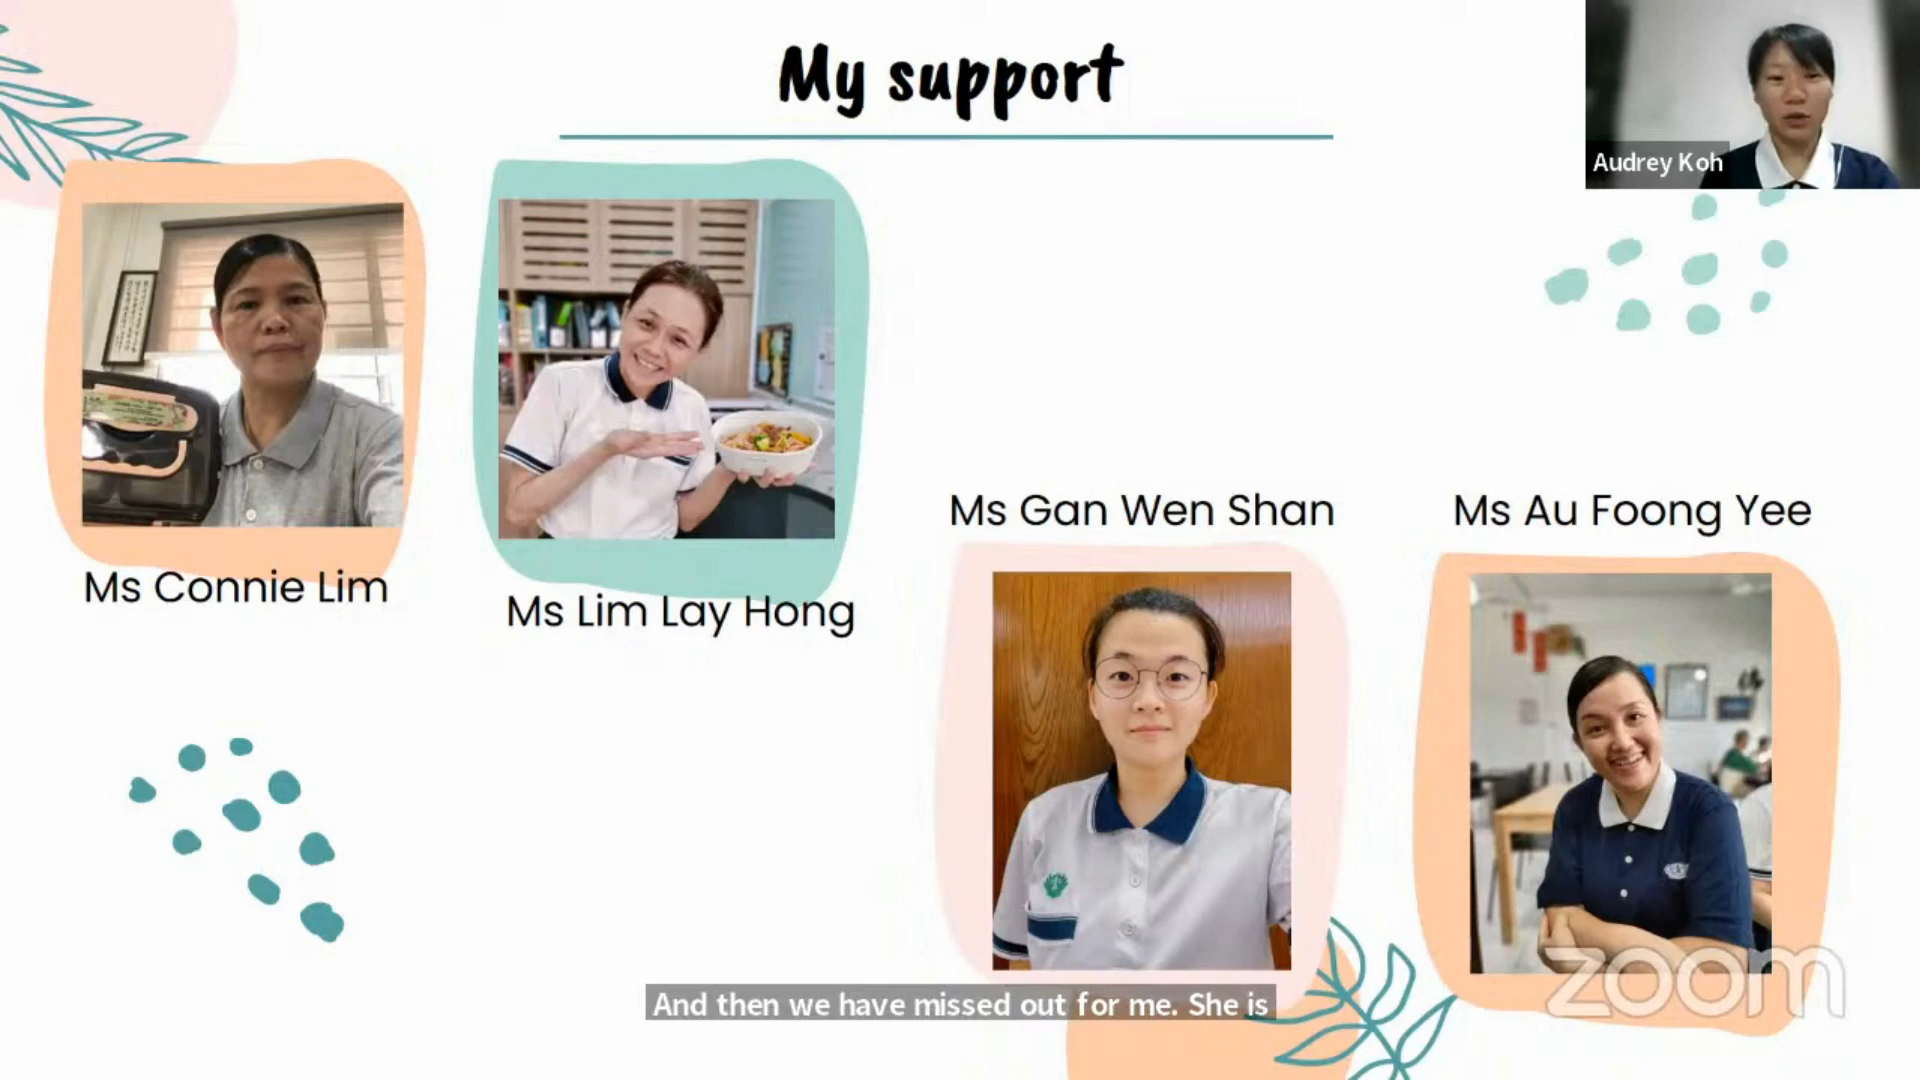 My support
Audrey Koh
Ms Connie Lim
Ms Lim Lay Hong
Ms Gan Wen Shan
Ms Au Foong Yee
And then we have missed out for me. She is
zoom